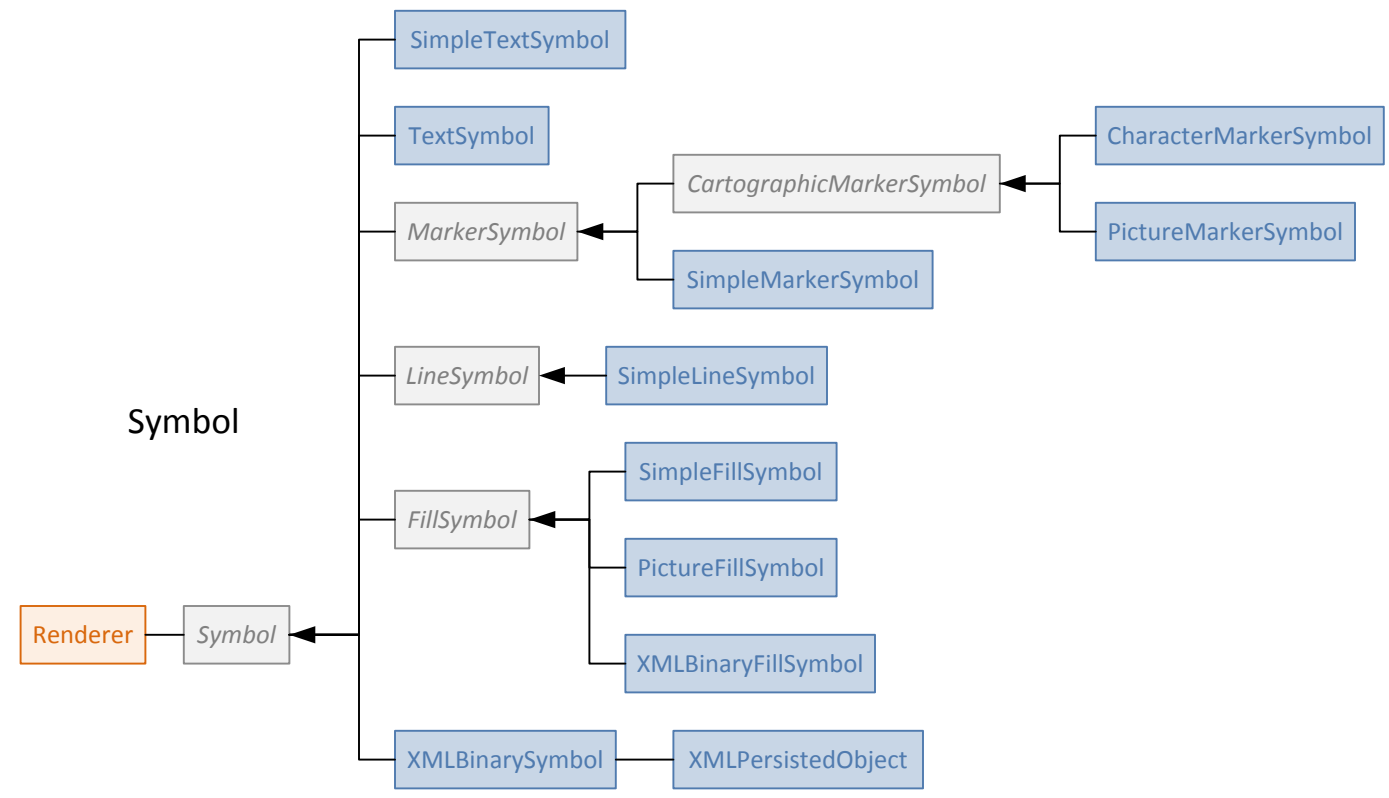 SimpleTextSymbol
TextSymbol
CharacterMarkerSymbol
CartographicMarkerSymbol
MarkerSymbol
PictureMarkerSymbol
SimpleMarkerSymbol
LineSymbol
SimpleLineSymbol
Symbol
SimpleFillSymbol
FillSymbol
PictureFillSymbol
Renderer
Symbol
XMLBinaryFillSymbol
XMLBinarySymbol
XMLPersistedObject